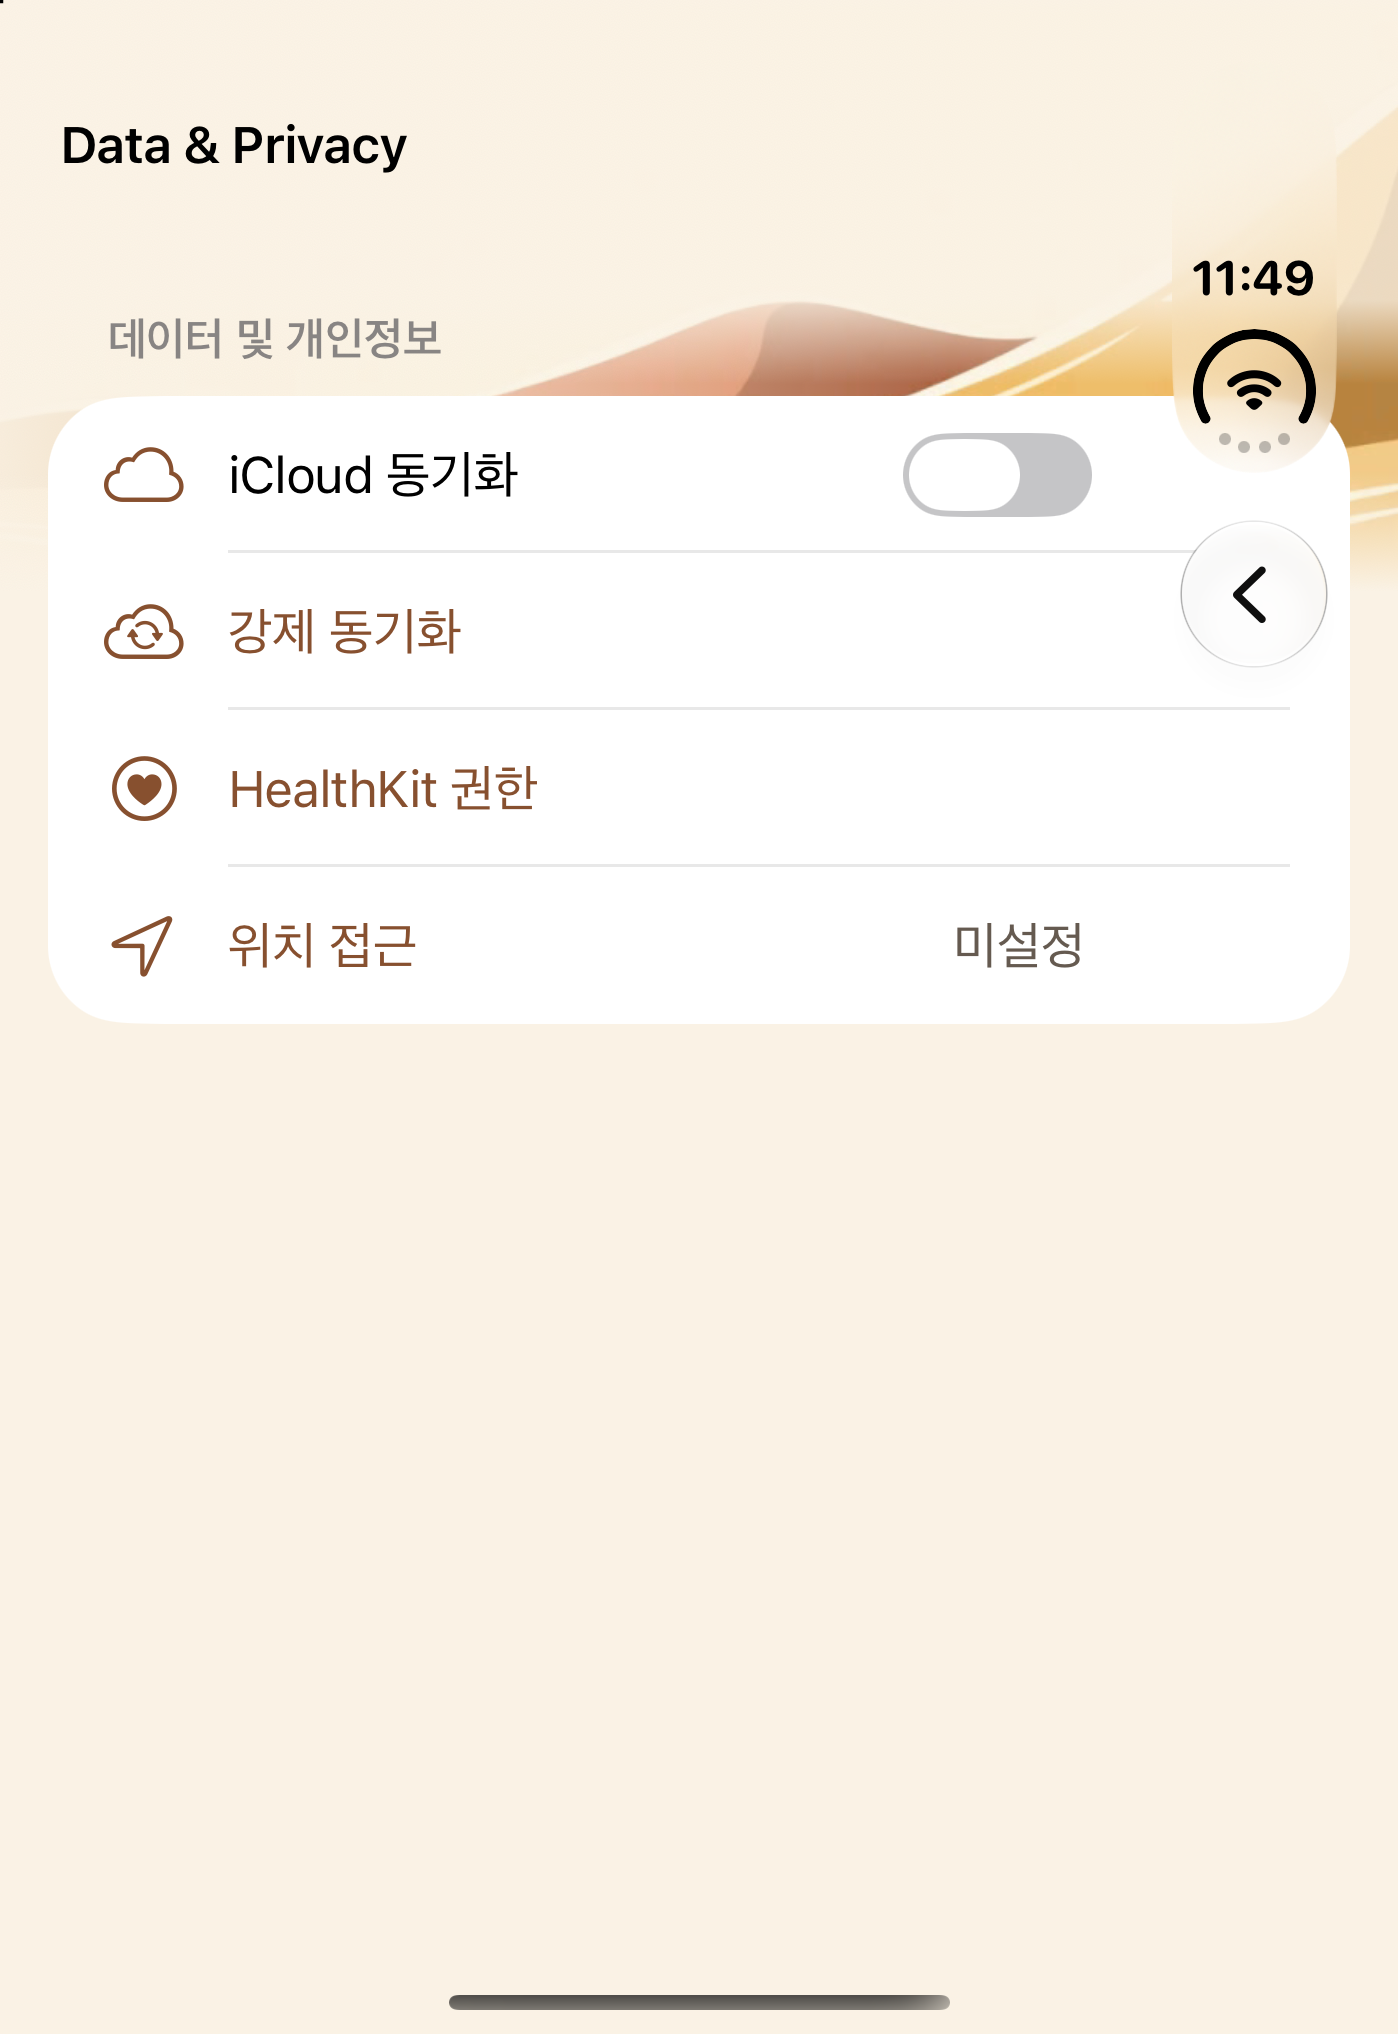 Data & Privacy
11:49
데이터 및 개인정보
iCloud 동기화
강제 동기화
HealthKit 권한
위치 접근 미설정